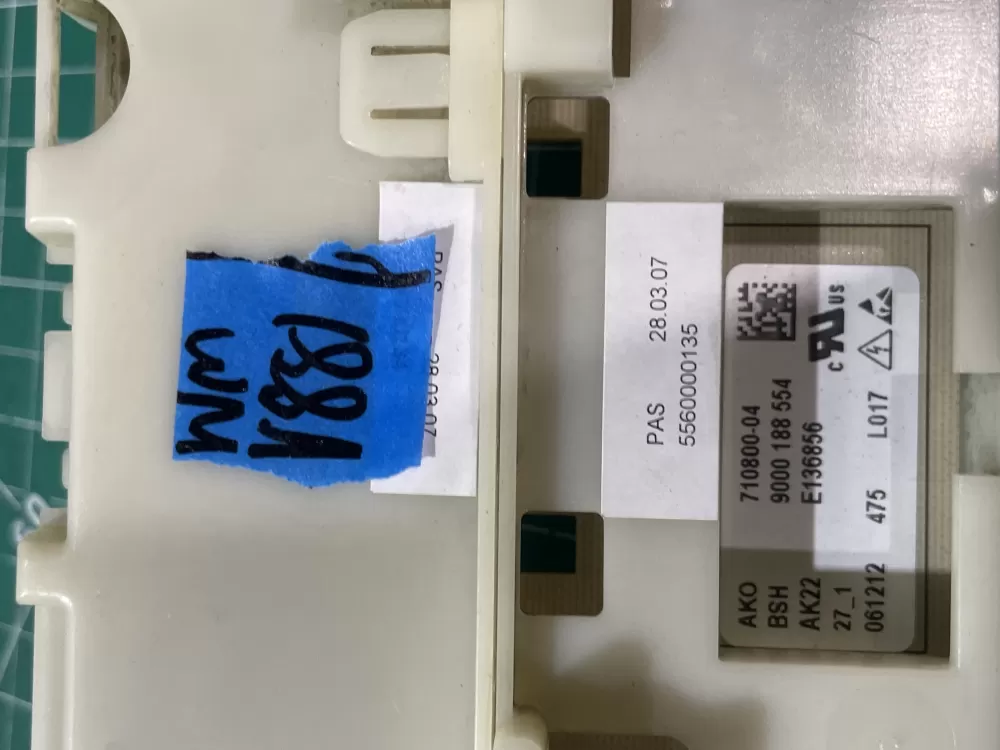 WM
PAS 28.03.07
PAS 28.03.07
5560000135
AKO 710800-04
BSH 9000 188 554
AK22 E136856
27_1 c US
061212 475 L017